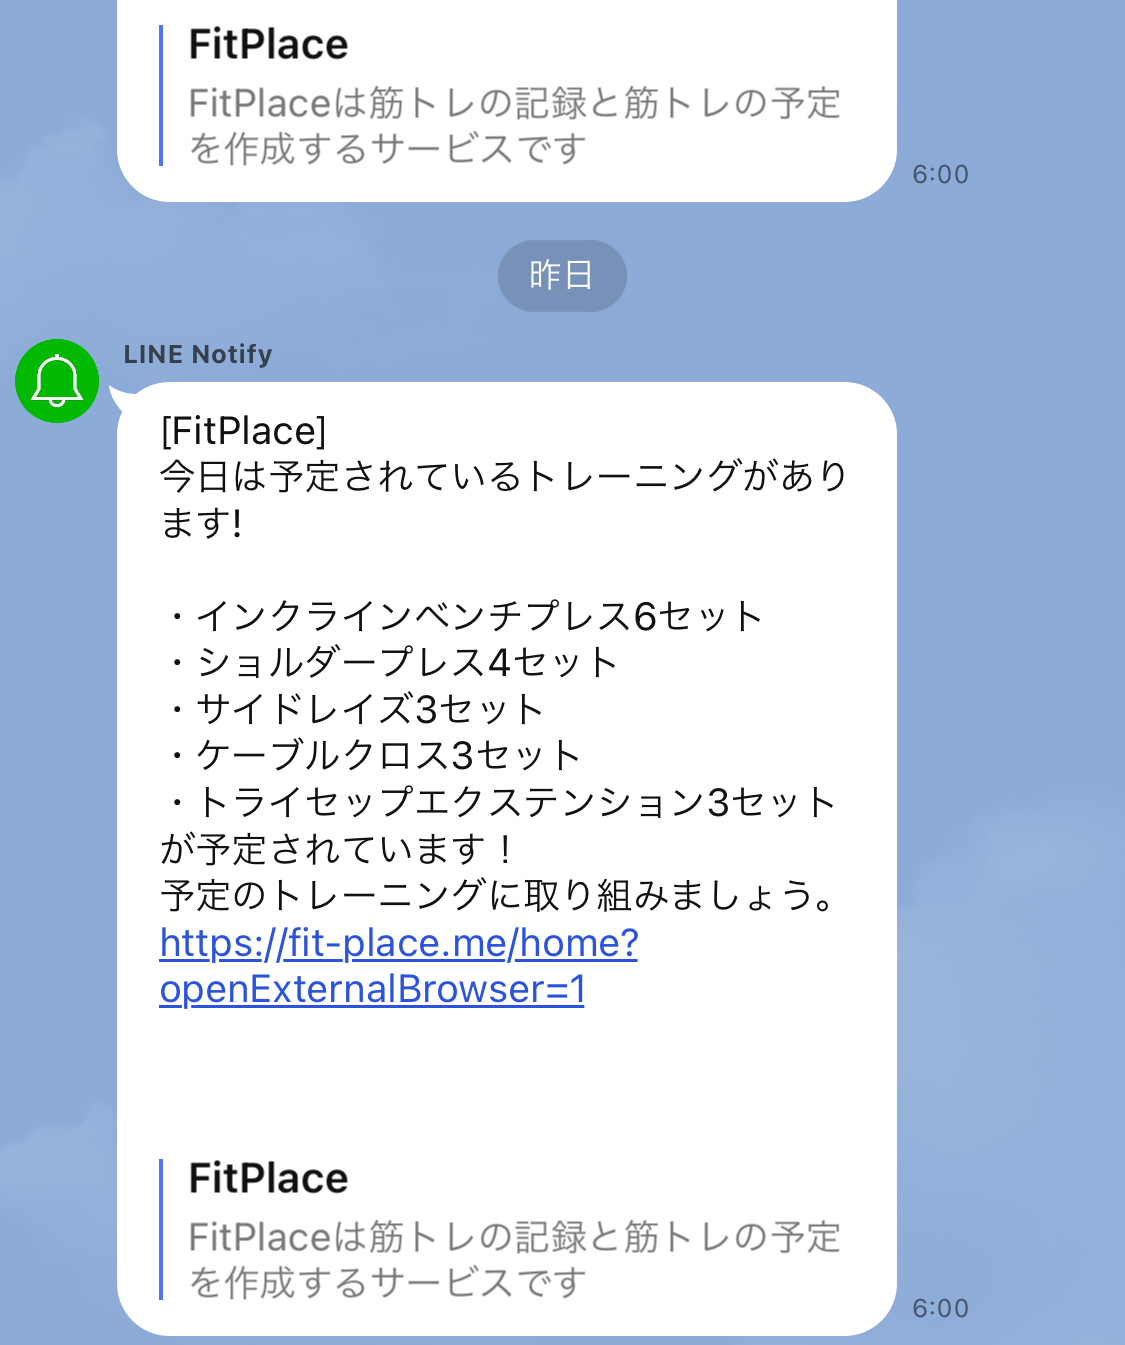 FitPlace
FitPlaceは筋トレの記録と筋トレの予定
を作成するサービスです
6:00
昨日
LINE Notify
[FitPlace]
今日は予定されているトレーニングがあり
ます!
・インクラインベンチプレス6セット
・ショルダープレス4セット
・サイドレイズ3セット
・ケーブルクロス3セット
・トライセップエクステンション3セット
が予定されています！
予定のトレーニングに取り組みましょう。
https://fit-place.me/home?
openExternalBrowser=1
FitPlace
FitPlaceは筋トレの記録と筋トレの予定
を作成するサービスです
6:00